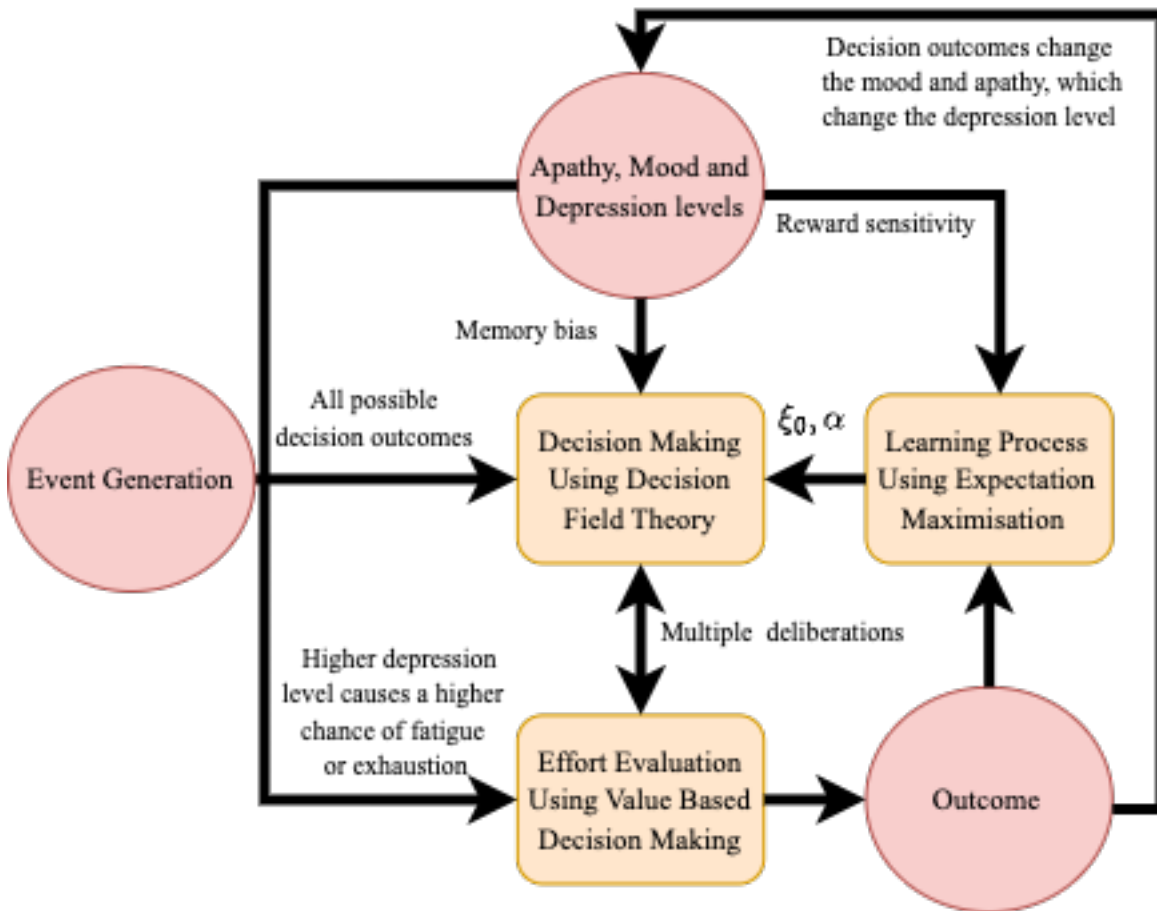 Decision outcomes change
the mood and apathy, which
change the depression level
Apathy, Mood and
Depression levels
Reward sensitivity
Memory bias
All possible
decision outcomes
Event Generation
Decision Making
Using Decision
Field Theory
ξ₀, α
Learning Process
Using Expectation
Maximisation
Multiple deliberations
Higher depression
level causes a higher
chance of fatigue
or exhaustion
Effort Evaluation
Using Value Based
Decision Making
Outcome